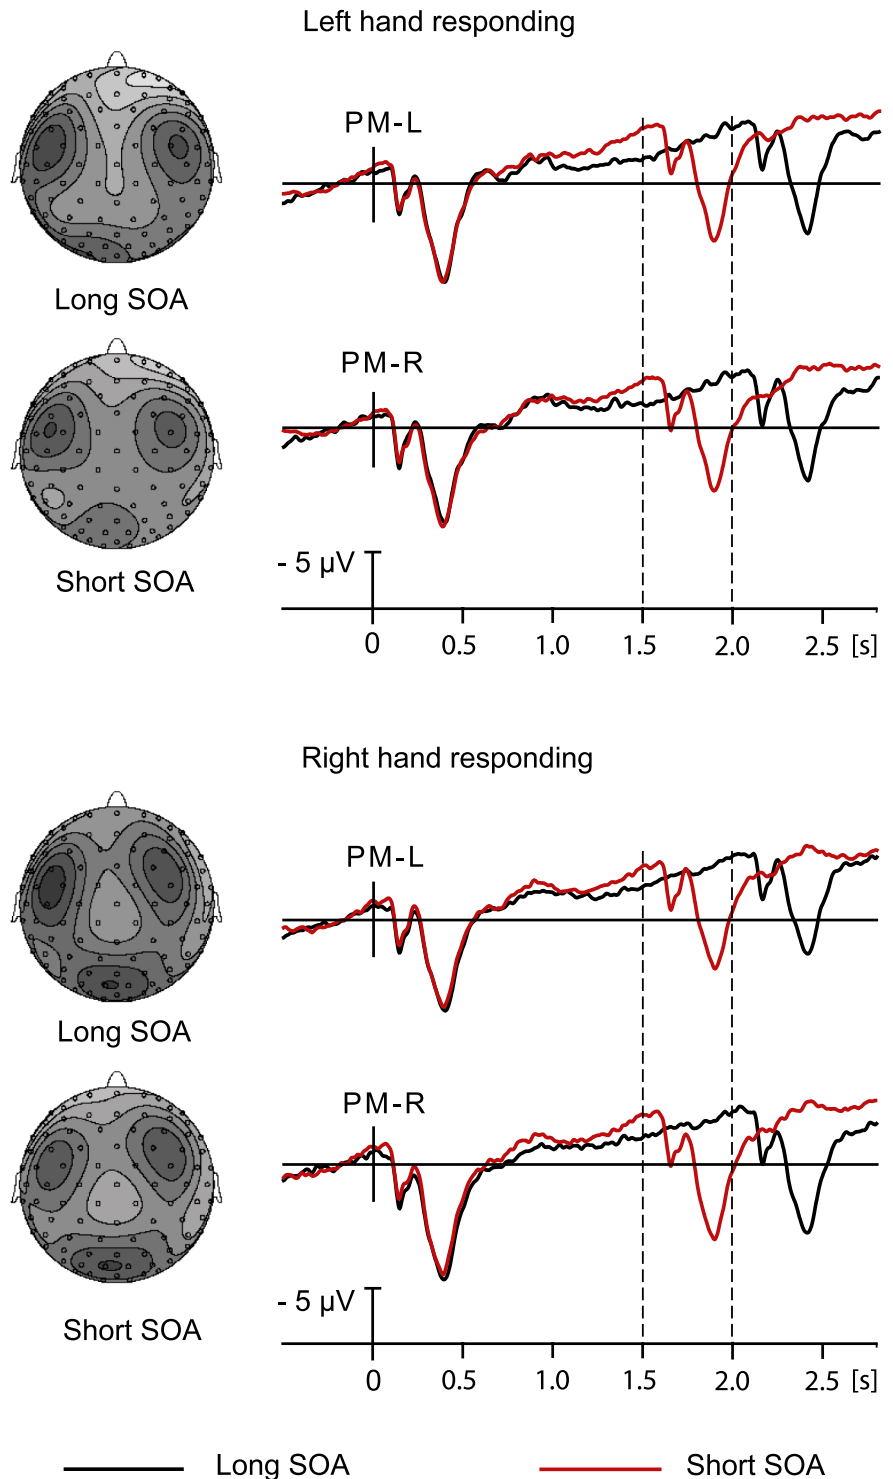 Left hand responding
PM-L
Long SOA
PM-R
- 5 µV
Short SOA
0 0.5 1.0 1.5 2.0 2.5 [s]
Right hand responding
PM-L
Long SOA
PM-R
- 5 µV
Short SOA
0 0.5 1.0 1.5 2.0 2.5 [s]
Long SOA Short SOA